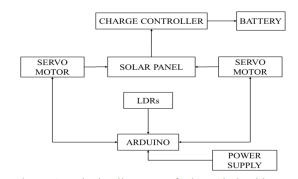 CHARGE CONTROLLER
BATTERY
SERVO
MOTOR
SOLAR PANEL
SERVO
MOTOR
LDRs
ARDUINO
POWER
SUPPLY